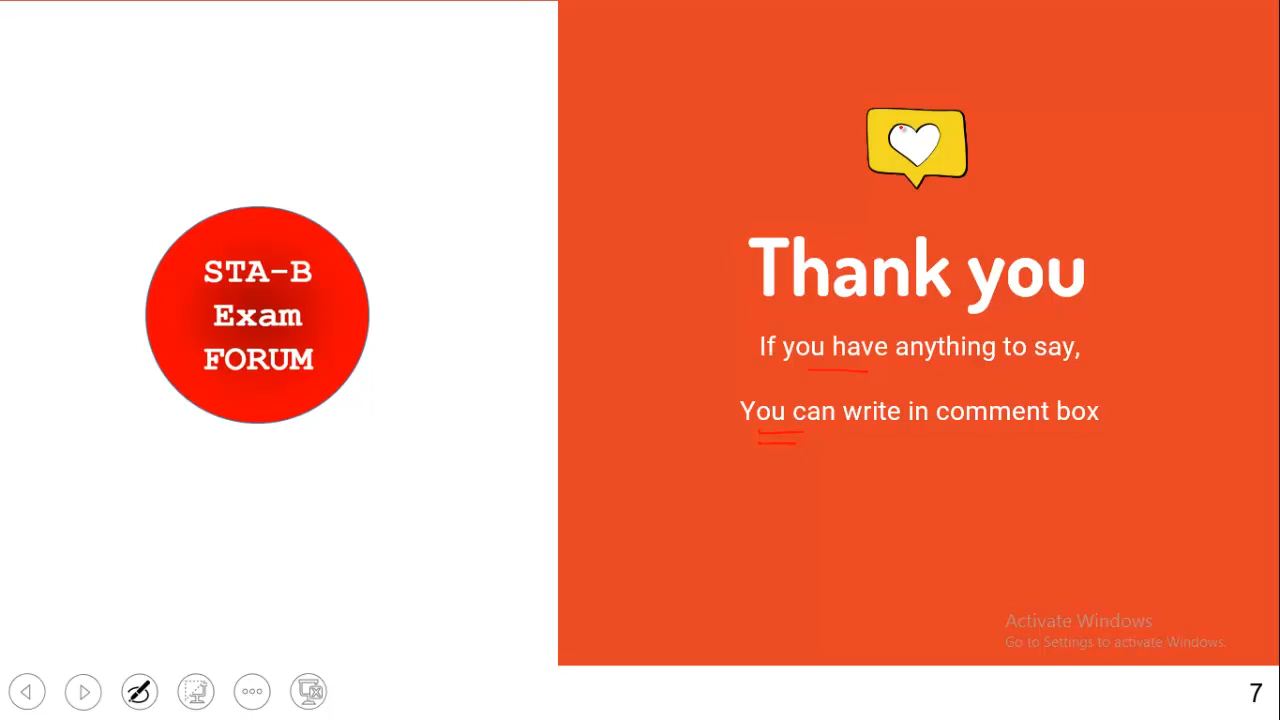 STA-B
Exam
FORUM
Thank you
If you have anything to say,
You can write in comment box
Activate Windows
Go to Settings to activate Windows.
7